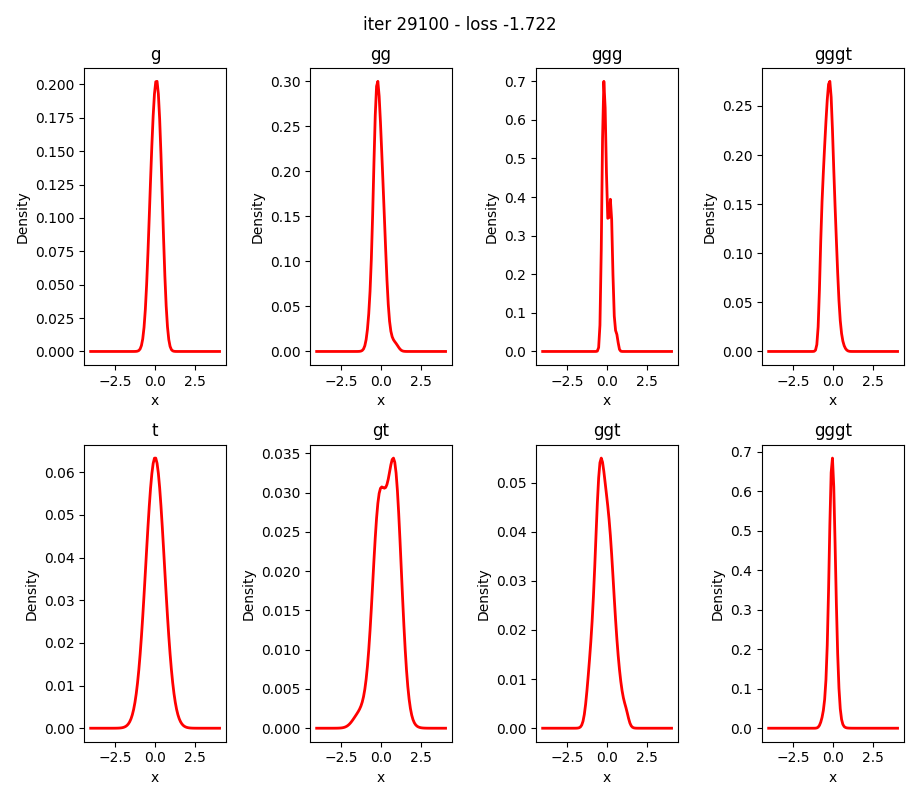 iter 29100 - loss -1.722
g
gg
ggg
gggt
0.200
0.175
0.150
0.125
0.100
0.075
0.050
0.025
0.000
Density
−2.5 0.0 2.5
x
0.30
0.25
0.20
0.15
0.10
0.05
0.00
Density
−2.5 0.0 2.5
x
0.7
0.6
0.5
0.4
0.3
0.2
0.1
0.0
Density
−2.5 0.0 2.5
x
0.25
0.20
0.15
0.10
0.05
0.00
Density
−2.5 0.0 2.5
x
t
gt
ggt
gggt
0.06
0.05
0.04
0.03
0.02
0.01
0.00
Density
−2.5 0.0 2.5
x
0.035
0.030
0.025
0.020
0.015
0.010
0.005
0.000
Density
−2.5 0.0 2.5
x
0.05
0.04
0.03
0.02
0.01
0.00
Density
−2.5 0.0 2.5
x
0.7
0.6
0.5
0.4
0.3
0.2
0.1
0.0
Density
−2.5 0.0 2.5
x